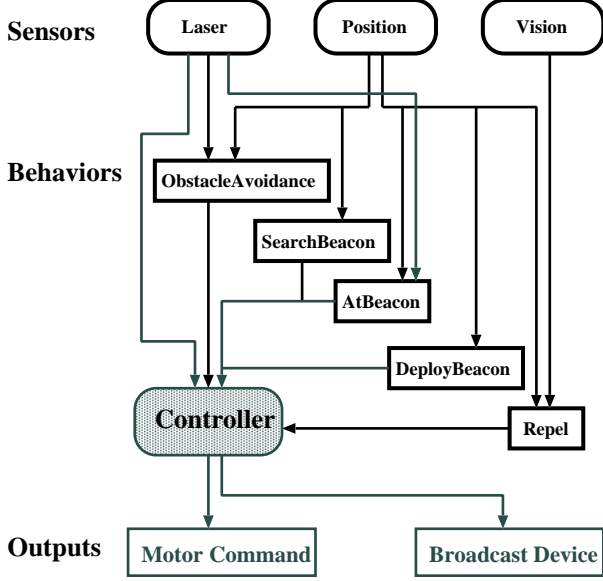 Sensors
Laser
Position
Vision
Behaviors
ObstacleAvoidance
SearchBeacon
AtBeacon
DeployBeacon
Controller
Repel
Outputs
Motor Command
Broadcast Device